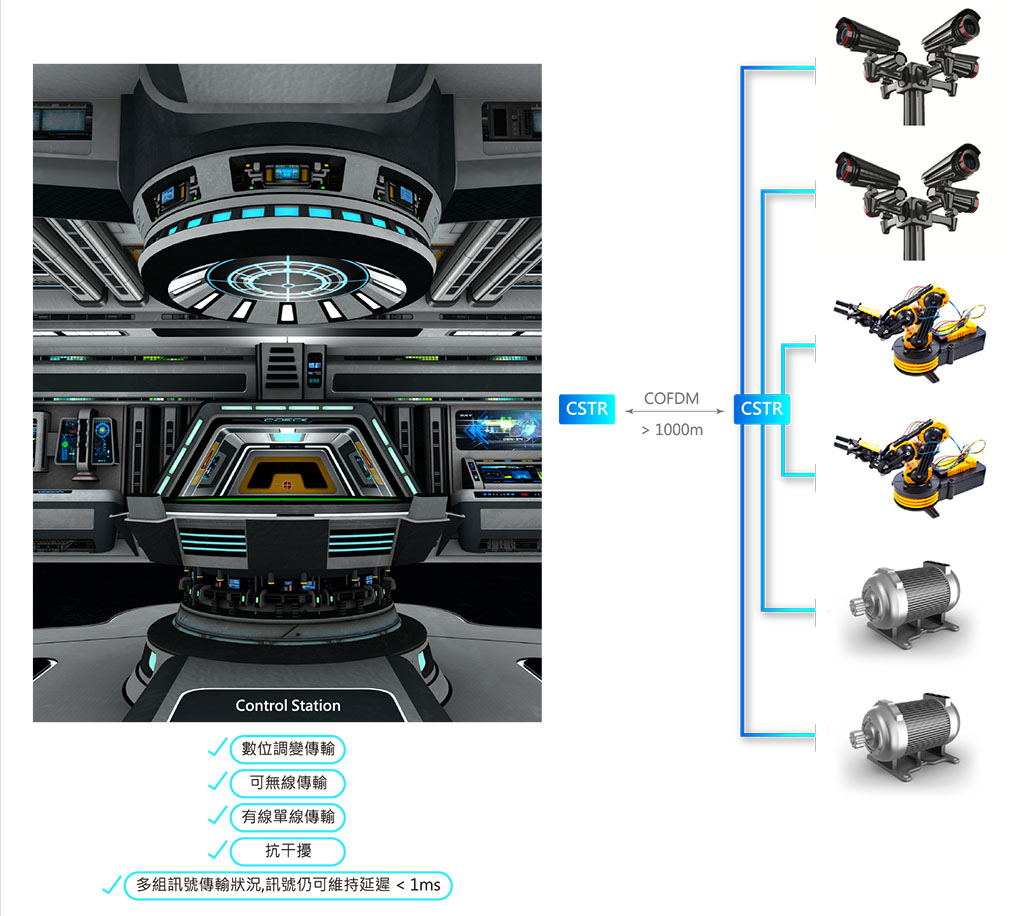 CSTR
COFDM
> 1000m
CSTR
Control Station
數位調變傳輸
可無線傳輸
有線單線傳輸
抗干擾
多組訊號傳輸狀況,訊號仍可維持延遲 < 1ms